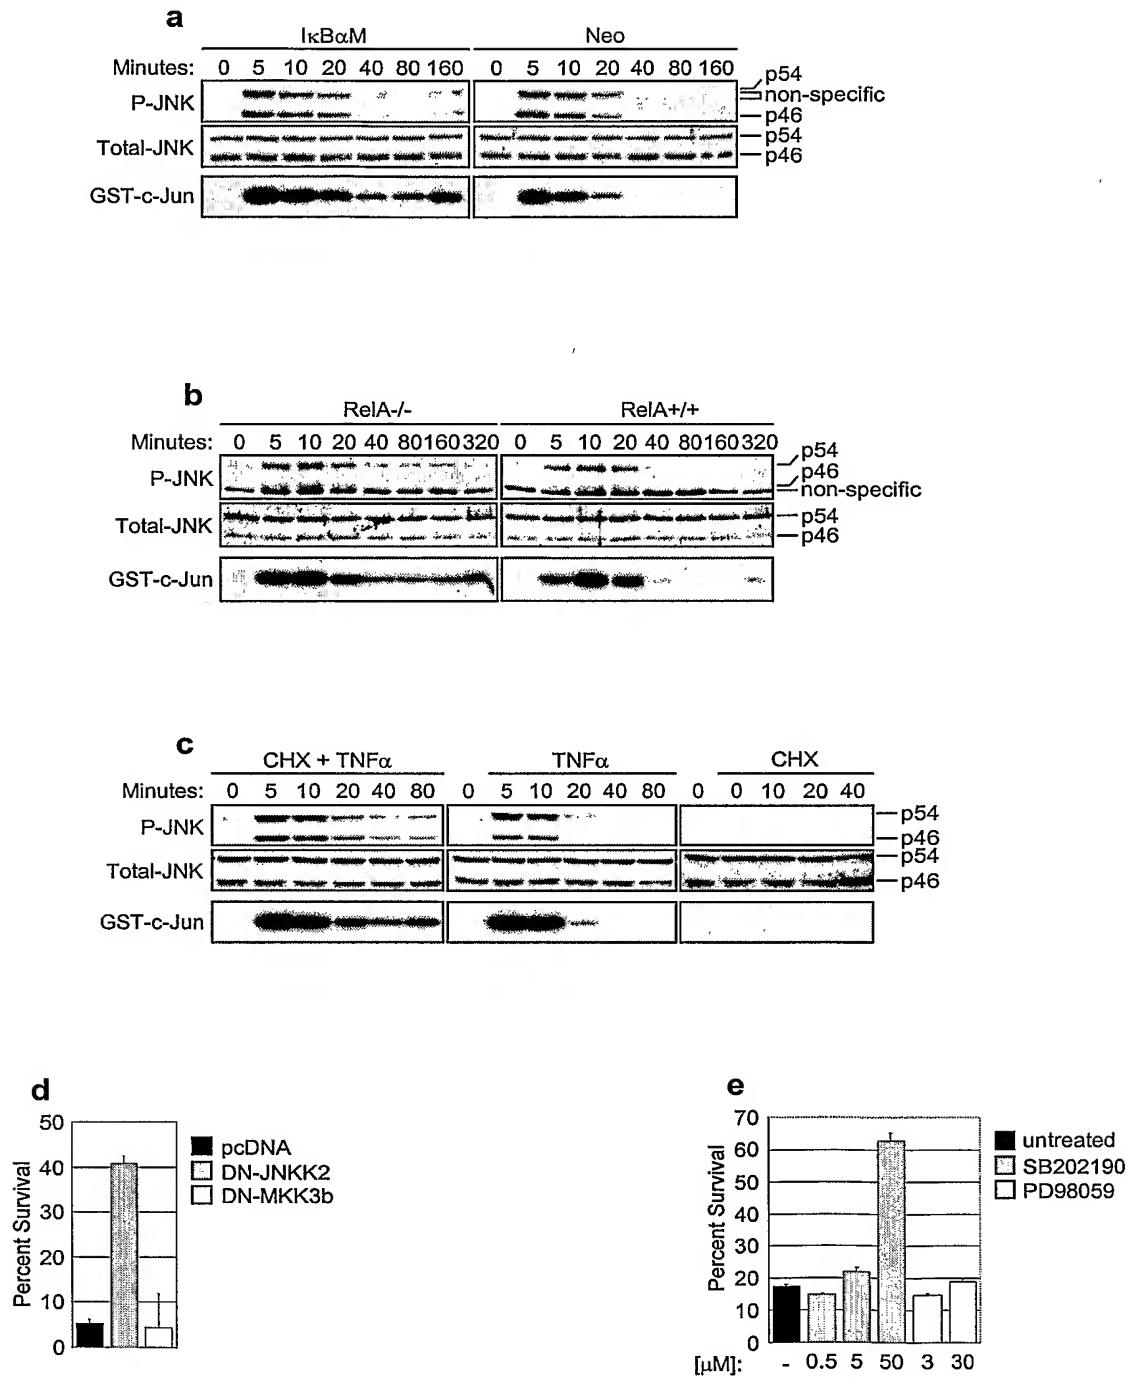 a
IκBαM Neo
Minutes: 0 5 10 20 40 80 160 0 5 10 20 40 80 160
P-JNK
p54
non-specific
p46
Total-JNK
p54
p46
GST-c-Jun
b
RelA-/- RelA+/+
Minutes: 0 5 10 20 40 80 160 320 0 5 10 20 40 80 160 320
P-JNK
p54
p46
non-specific
Total-JNK
p54
p46
GST-c-Jun
c
CHX + TNFα TNFα CHX
Minutes: 0 5 10 20 40 80 0 5 10 20 40 80 0 0 10 20 40
P-JNK
p54
p46
Total-JNK
p54
p46
GST-c-Jun
d
Percent Survival
50
40
30
20
10
0
pcDNA
DN-JNKK2
DN-MKK3b
e
Percent Survival
70
60
50
40
30
20
10
0
[µM]: - 0.5 5 50 3 30
untreated
SB202190
PD98059